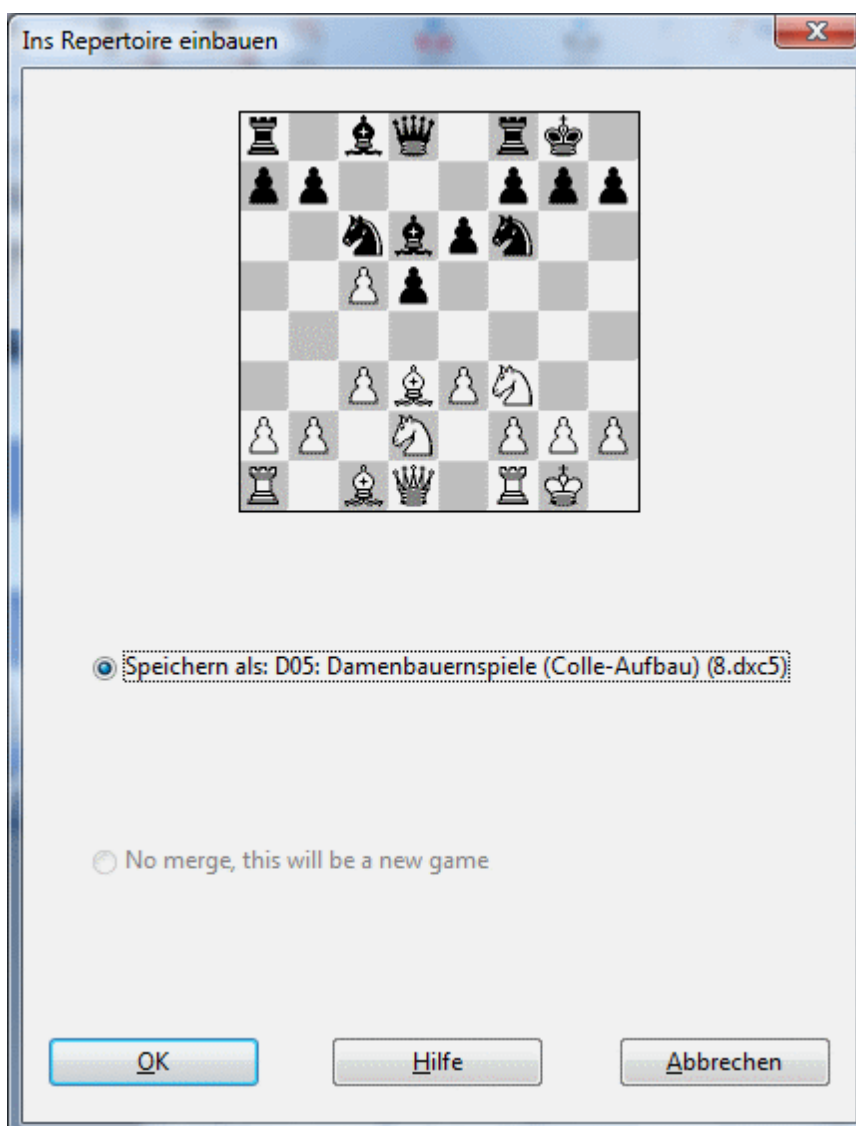 Ins Repertoire einbauen
Speichern als: D05: Damenbauernspiele (Colle-Aufbau) (8.dxc5)
No merge, this will be a new game
OK
Hilfe
Abbrechen